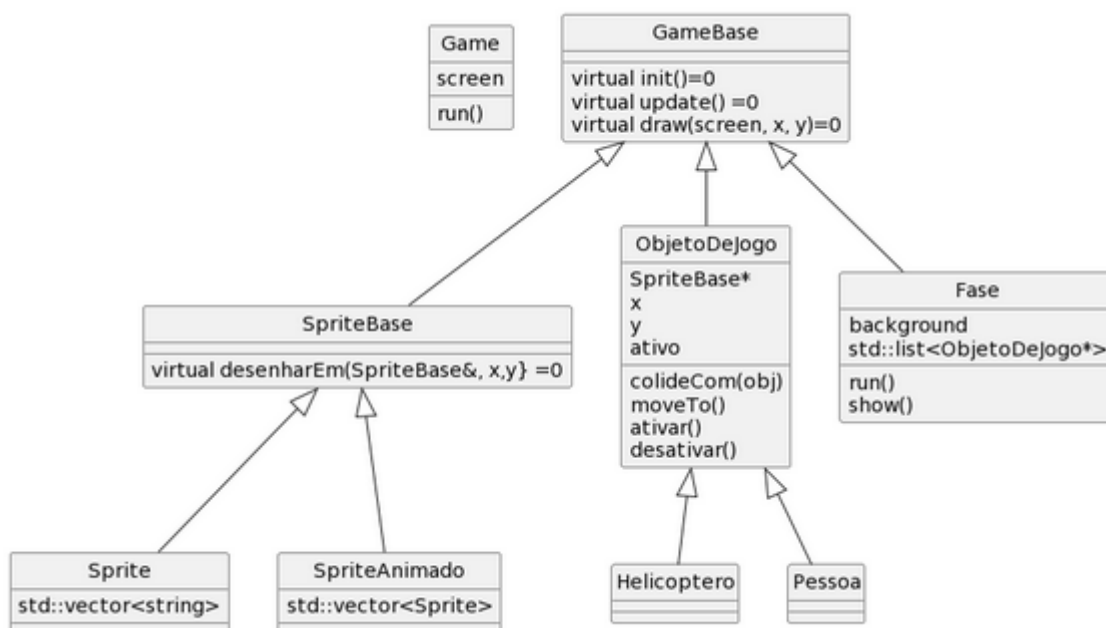 Game
screen
run()
GameBase
virtual init()=0
virtual update() =0
virtual draw(screen, x, y)=0
SpriteBase
virtual desenharEm(SpriteBase&, x,y} =0
ObjetoDeJogo
SpriteBase*
x
y
ativo
colideCom(obj)
moveTo()
ativar()
desativar()
Fase
background
std::list<ObjetoDeJogo*>
run()
show()
Sprite
std::vector<string>
SpriteAnimado
std::vector<Sprite>
Helicoptero
Pessoa